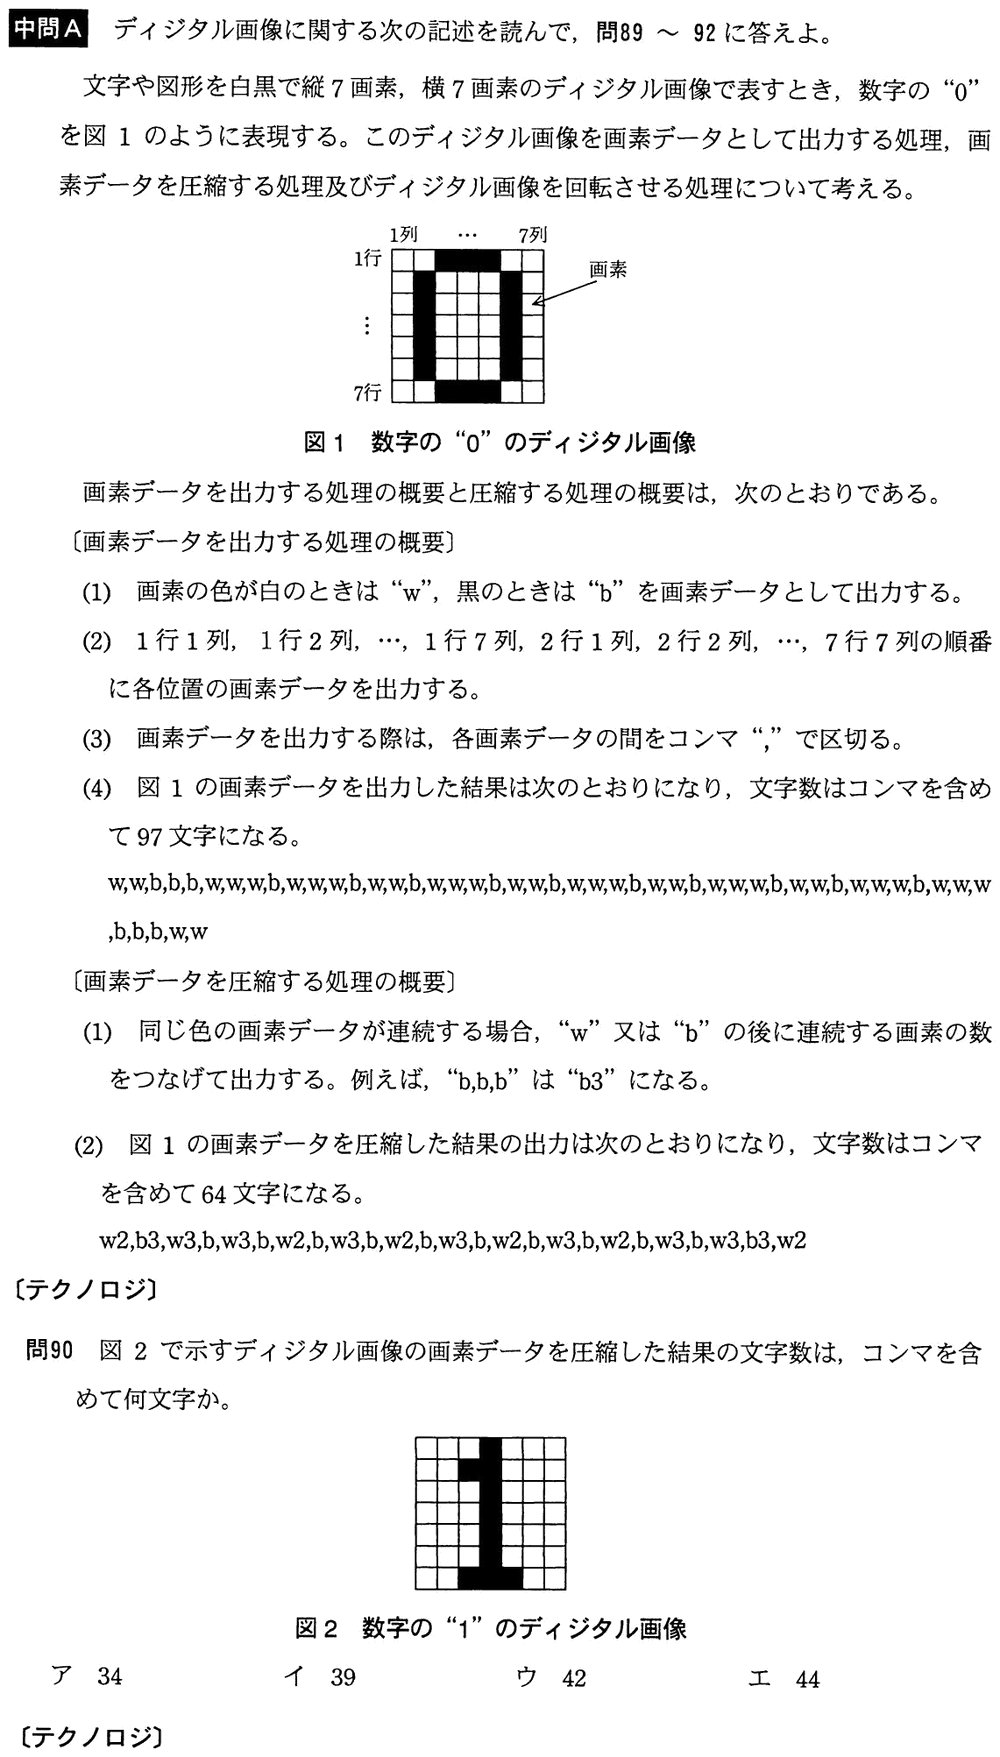 中問A ディジタル画像に関する次の記述を読んで，問89 ～ 92に答えよ。
文字や図形を白黒で縦7画素，横7画素のディジタル画像で表すとき，数字の“0”
を図1のように表現する。このディジタル画像を画素データとして出力する処理，画
素データを圧縮する処理及びディジタル画像を回転させる処理について考える。
1列 … 7列
1行
画素
⋮
7行
図1 数字の“0”のディジタル画像
画素データを出力する処理の概要と圧縮する処理の概要は，次のとおりである。
〔画素データを出力する処理の概要〕
(1) 画素の色が白のときは“w”，黒のときは“b”を画素データとして出力する。
(2) 1行1列，1行2列，…，1行7列，2行1列，2行2列，…，7行7列の順番
に各位置の画素データを出力する。
(3) 画素データを出力する際は，各画素データの間をコンマ“,”で区切る。
(4) 図1の画素データを出力した結果は次のとおりになり，文字数はコンマを含め
て97文字になる。
w,w,b,b,b,w,w,w,b,w,w,w,b,w,w,b,w,w,w,b,w,w,b,w,w,w,b,w,w,b,w,w,w,b,w,w,b,w,w,w,b,w,w,w
,b,b,b,w,w
〔画素データを圧縮する処理の概要〕
(1) 同じ色の画素データが連続する場合，“w”又は“b”の後に連続する画素の数
をつなげて出力する。例えば，“b,b,b”は“b3”になる。
(2) 図1の画素データを圧縮した結果の出力は次のとおりになり，文字数はコンマ
を含めて64文字になる。
w2,b3,w3,b,w3,b,w2,b,w3,b,w2,b,w3,b,w2,b,w3,b,w2,b,w3,b,w3,b3,w2
〔テクノロジ〕
問90 図2で示すディジタル画像の画素データを圧縮した結果の文字数は，コンマを含
めて何文字か。
図2 数字の“1”のディジタル画像
ア 34 イ 39 ウ 42 エ 44
〔テクノロジ〕